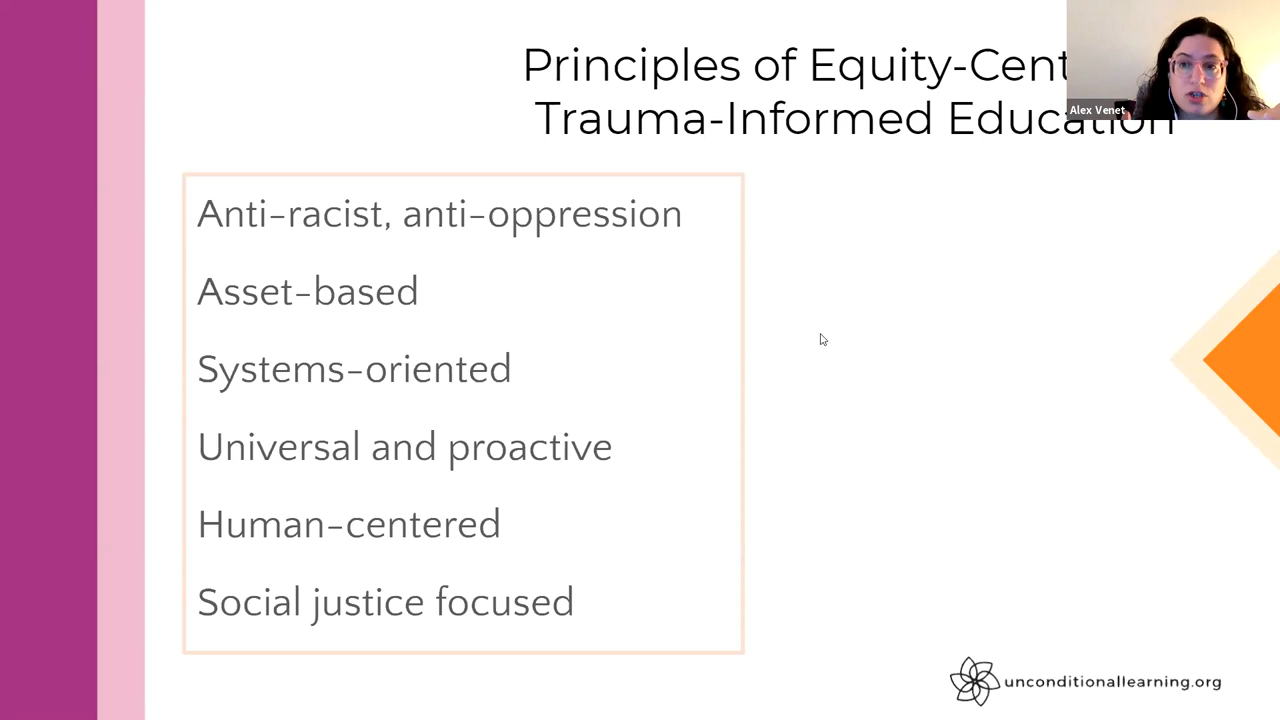 Principles of Equity-Cent
Trauma-Informed Education
Alex Venet
Anti-racist, anti-oppression
Asset-based
Systems-oriented
Universal and proactive
Human-centered
Social justice focused
unconditionallearning.org